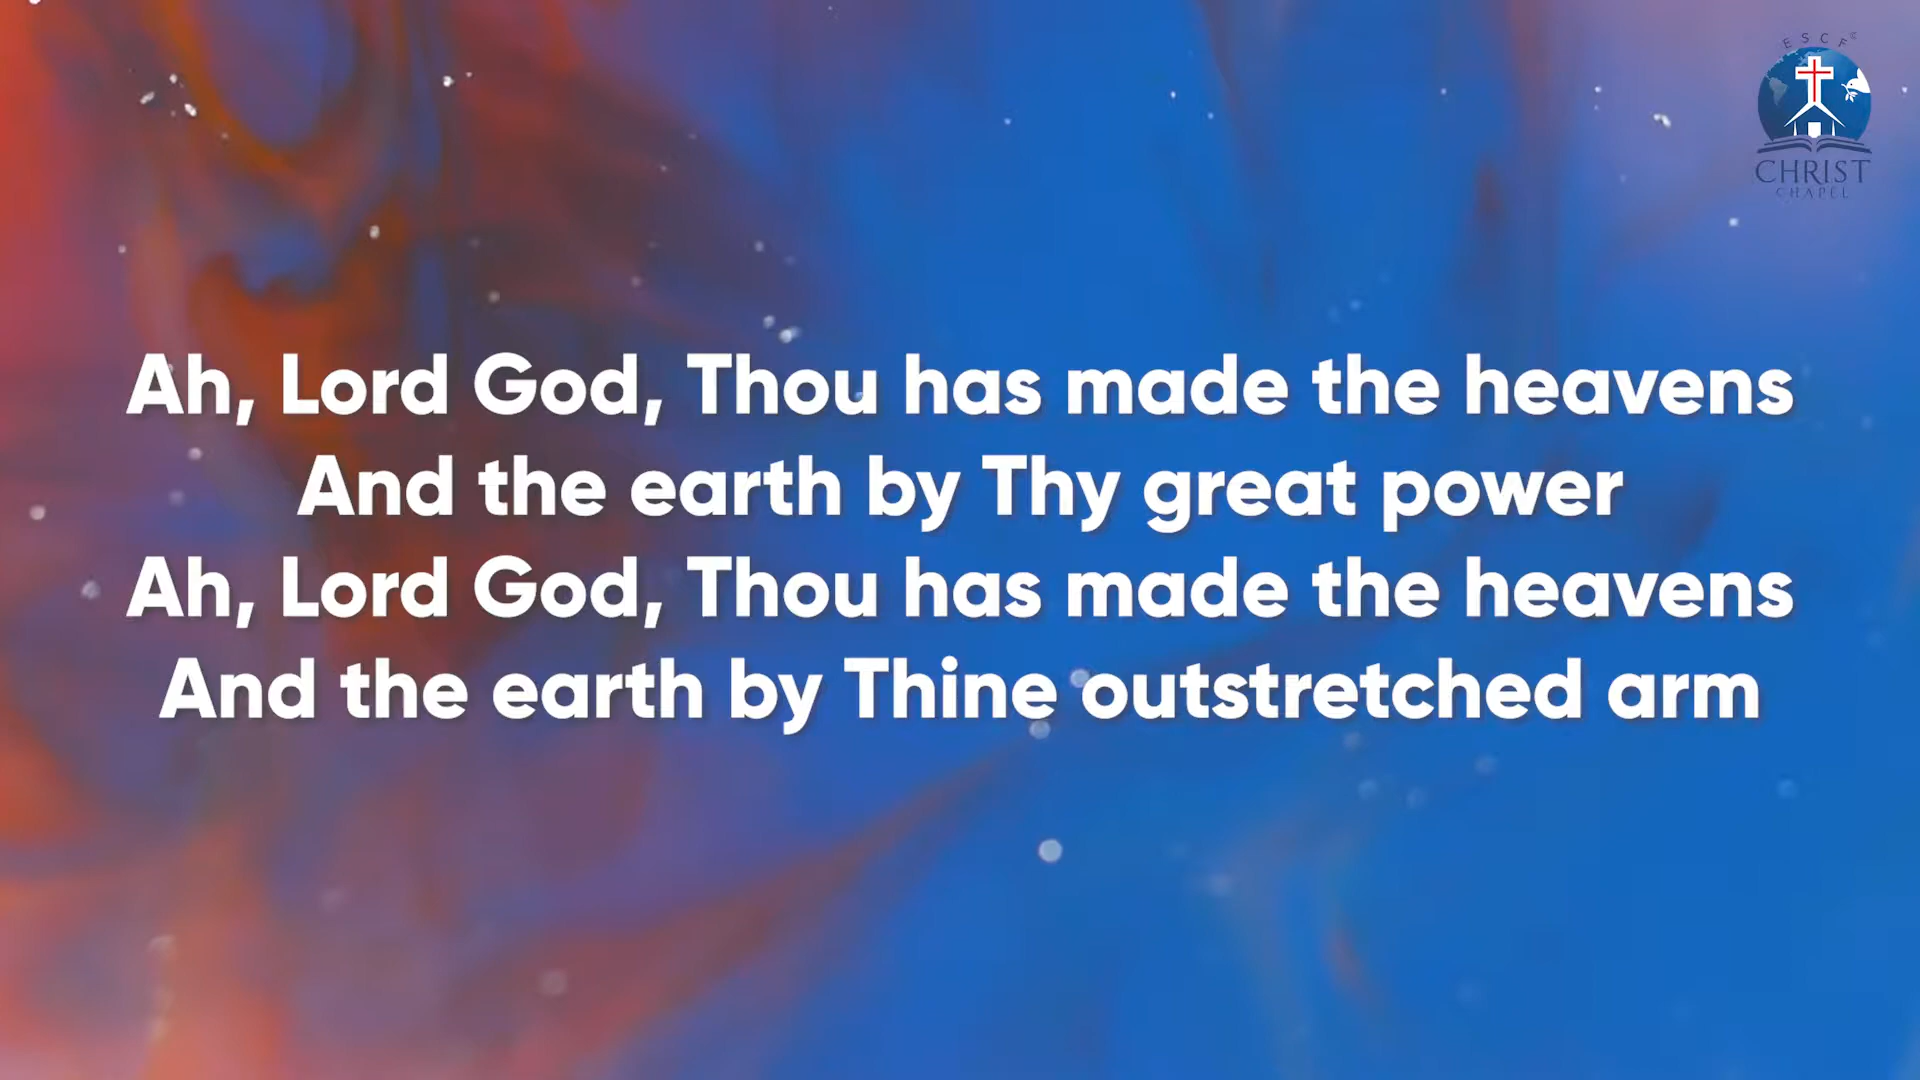 ESCF
CHRIST
CHAPEL
Ah, Lord God, Thou has made the heavens
And the earth by Thy great power
Ah, Lord God, Thou has made the heavens
And the earth by Thine outstretched arm